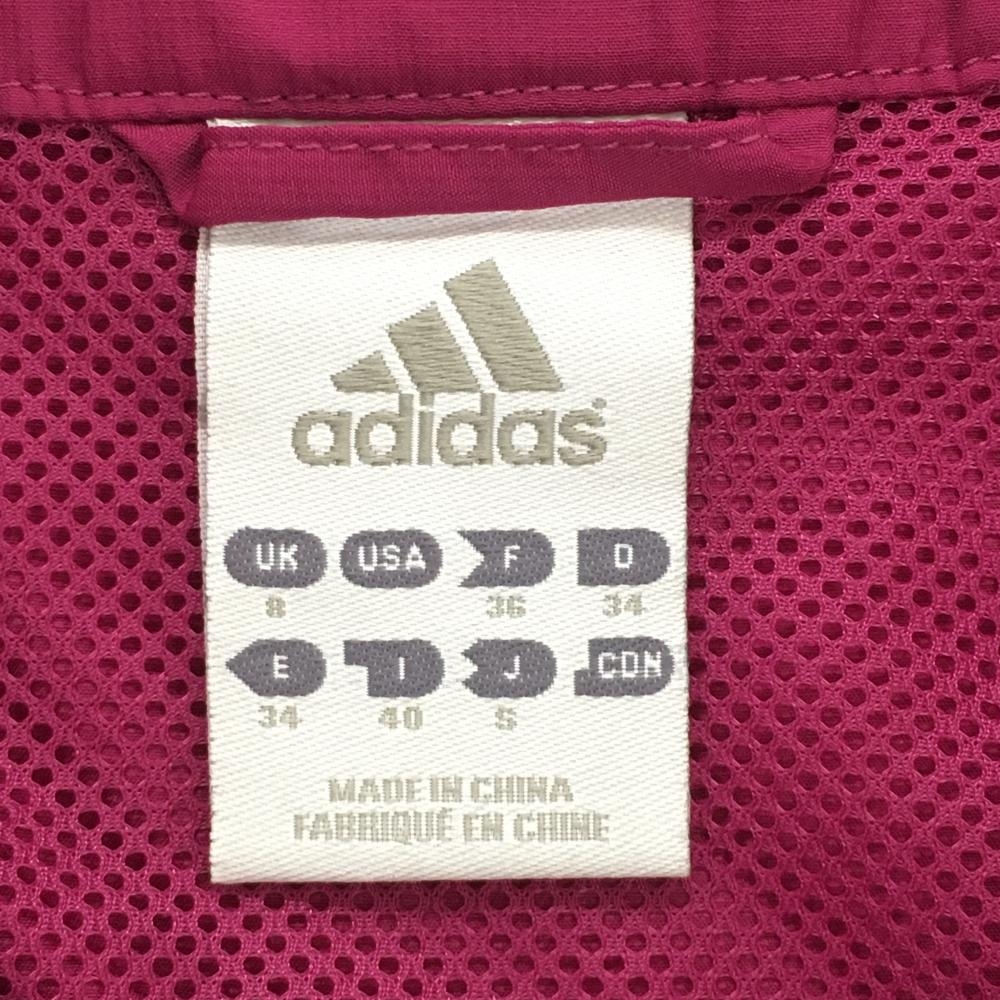 adidas
UK USA F D
8 36 34
E I J CDN
34 40 S
MADE IN CHINA
FABRIQUÉ EN CHINE